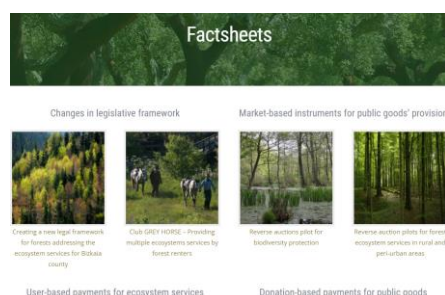 Factsheets
Changes in legislative framework
Market-based instruments for public goods' provision
Creating a new legal framework
for forests addressing the
ecosystem services for Bizkaia
county
Club GREY HORSE – Providing
multiple ecosystems services by
forest renters
Reverse auctions pilot for
biodiversity protection
Reverse auction pilots for forest
ecosystem services in rural and
peri-urban areas
User-based payments for ecosystem services
Donation-based payments for public goods